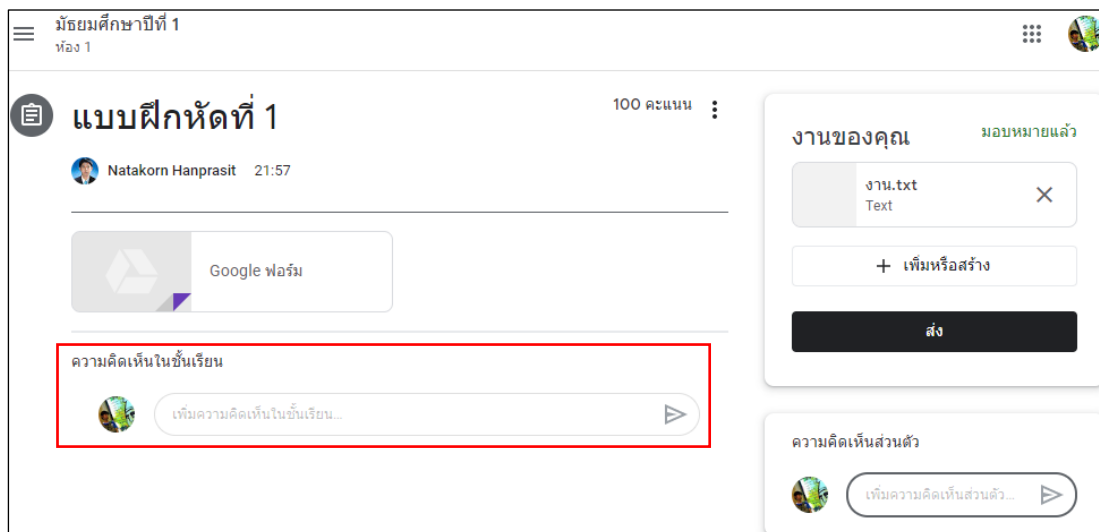 มัธยมศึกษาปีที่ 1
ห้อง 1
แบบฝึกหัดที่ 1
100 คะแนน
Natakorn Hanprasit 21:57
Google ฟอร์ม
ความคิดเห็นในชั้นเรียน
เพิ่มความคิดเห็นในชั้นเรียน...
งานของคุณ
มอบหมายแล้ว
งาน.txt
Text
+ เพิ่มหรือสร้าง
ส่ง
ความคิดเห็นส่วนตัว
เพิ่มความคิดเห็นส่วนตัว...